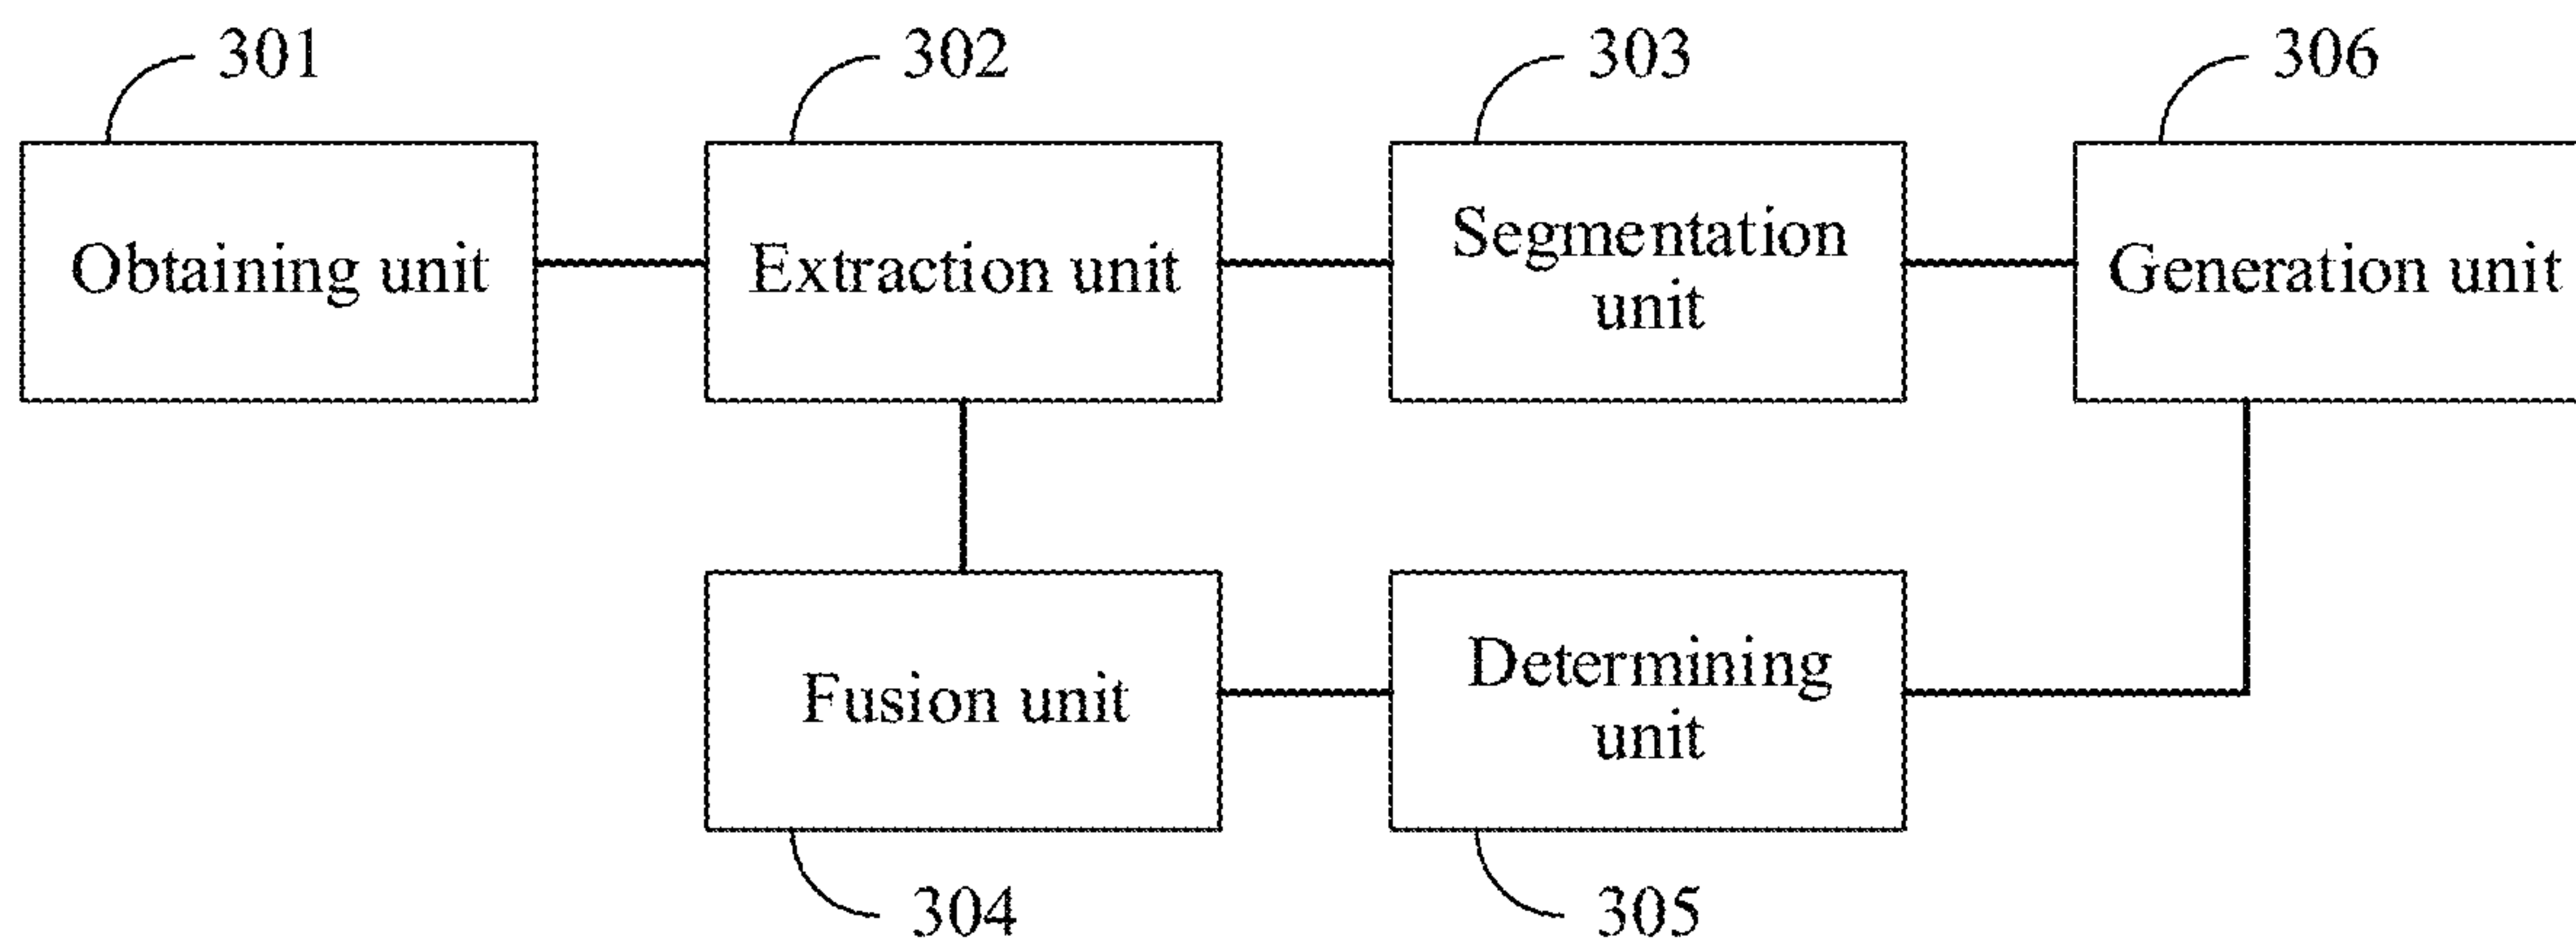 301
302
303
306
Obtaining unit
Extraction unit
Segmentation
unit
Generation unit
Fusion unit
Determining
unit
304
305